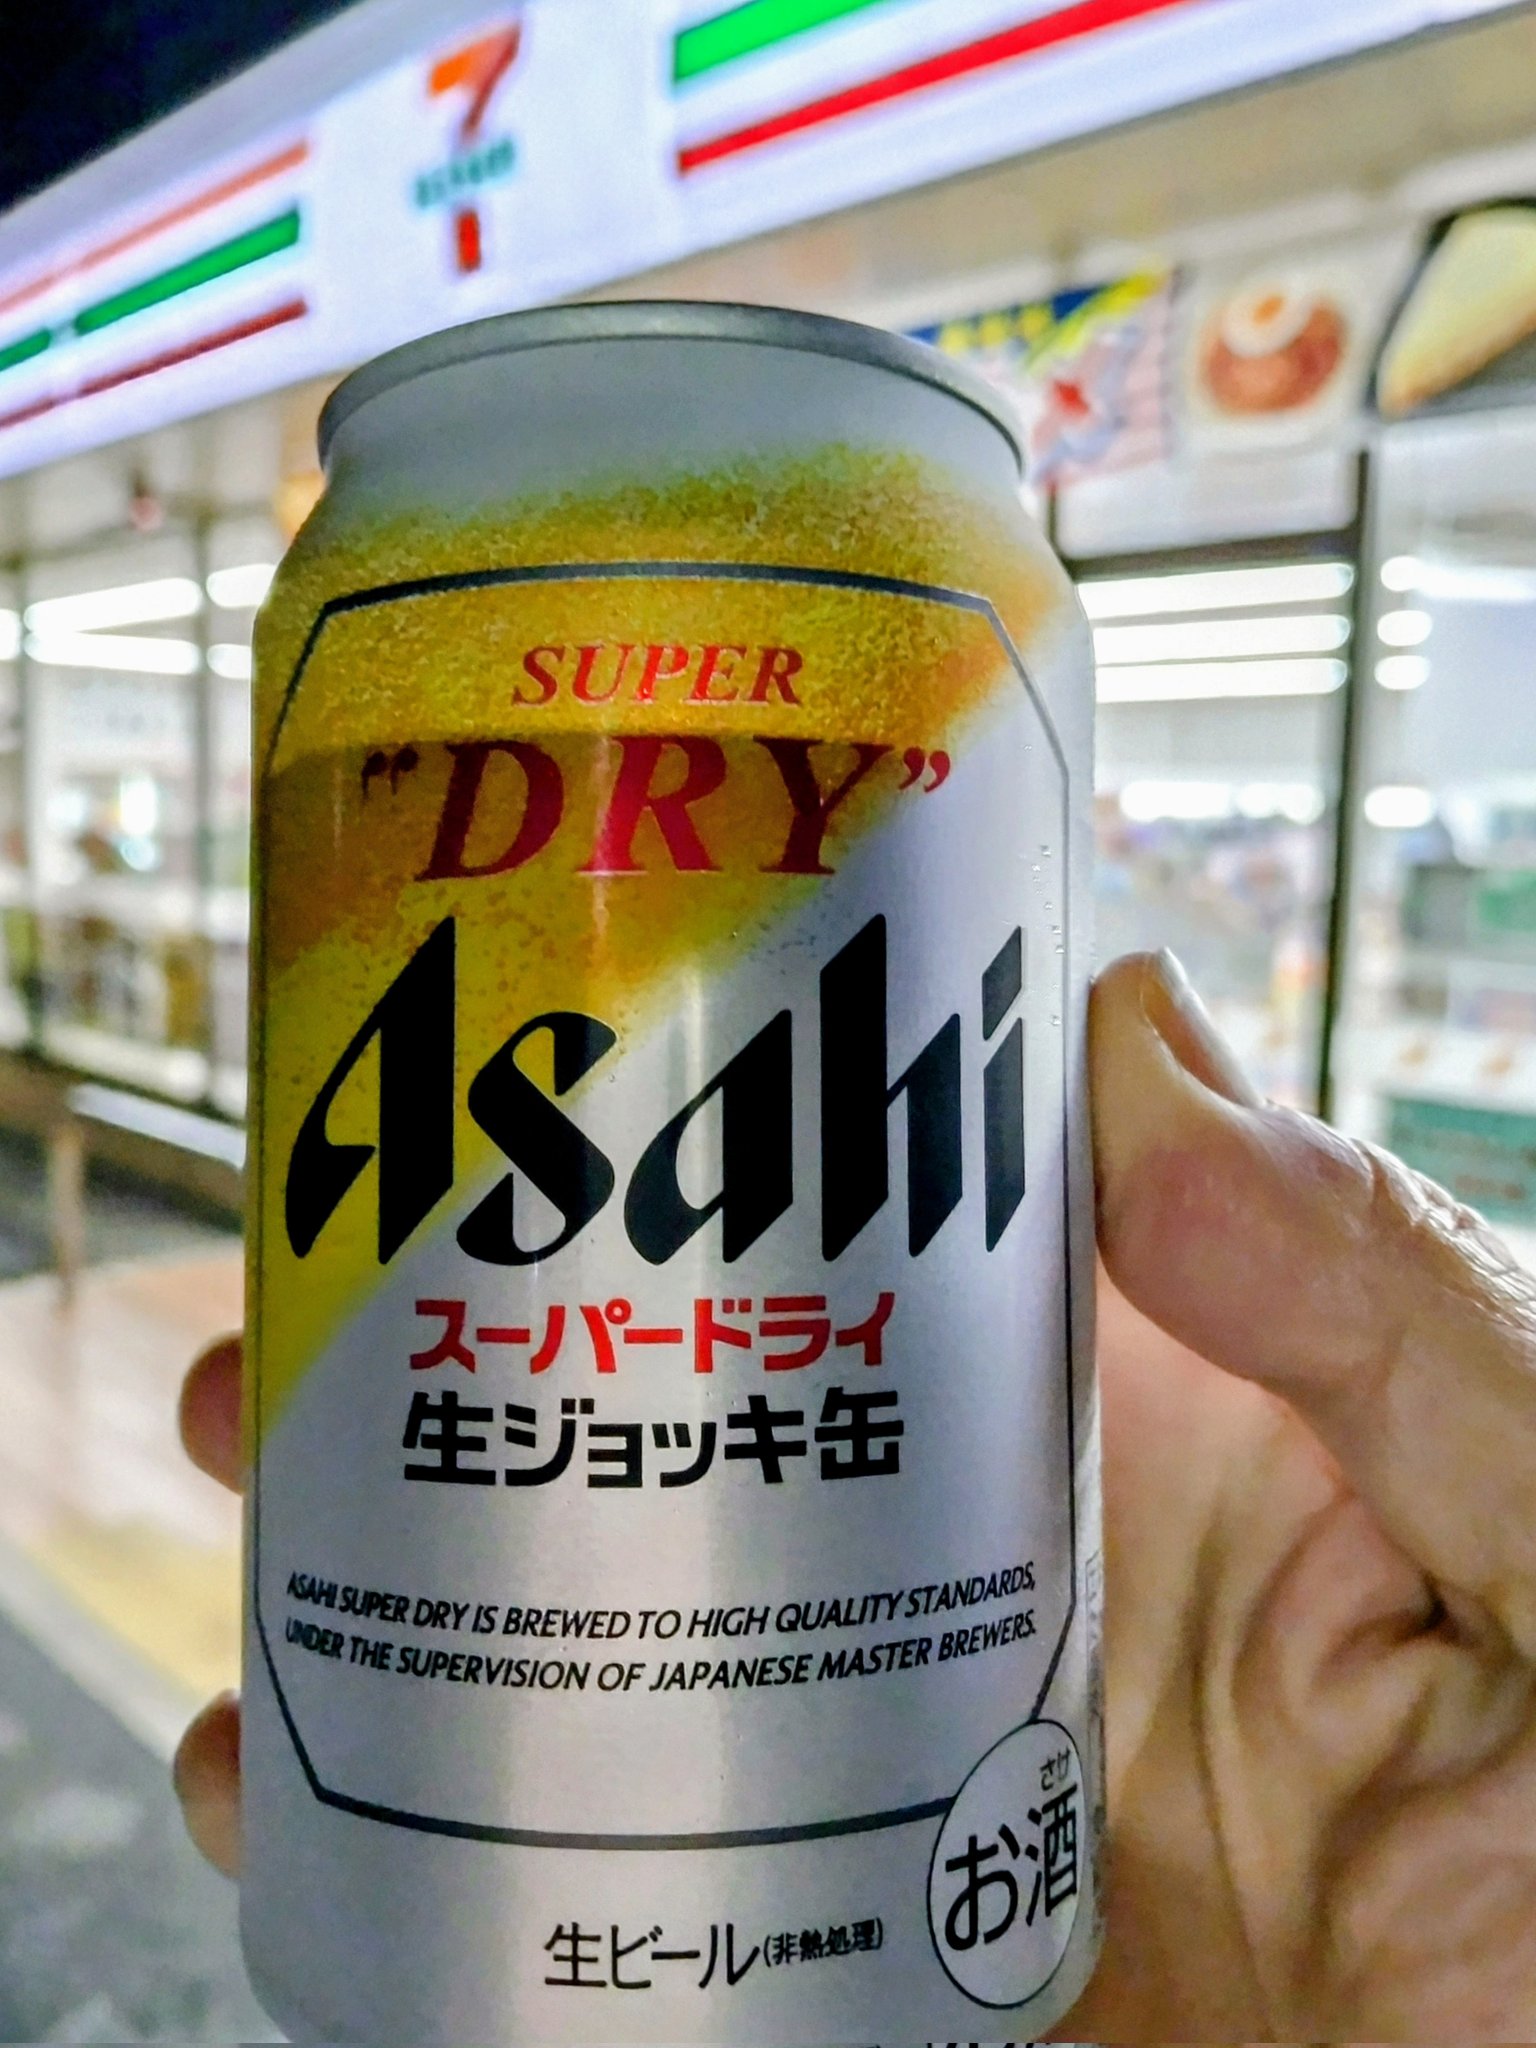 7
SUPER
"DRY"
Asahi
スーパードライ
生ジョッキ缶
ASAHI SUPER DRY IS BREWED TO HIGH QUALITY STANDARDS,
UNDER THE SUPERVISION OF JAPANESE MASTER BREWERS.
さけ
お酒
生ビール(非熱処理)